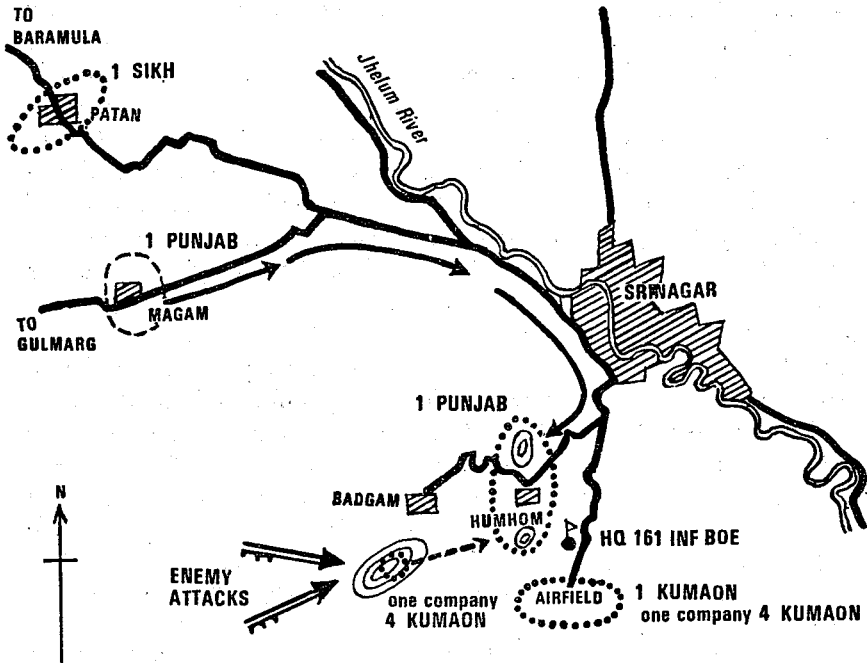 TO
BARAMULA
1 SIKH
PATAN
Jhelum River
1 PUNJAB
MAGAM
TO
GULMARG
SRINAGAR
1 PUNJAB
BADGAM
HUMHOM
N
HQ 161 INF BOE
ENEMY
ATTACKS
one company
4 KUMAON
AIRFIELD
1 KUMAON
one company 4 KUMAON